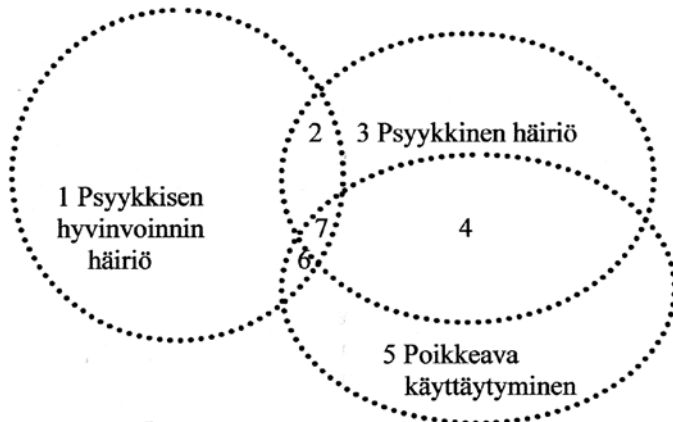 2
3 Psyykkinen häiriö
1 Psyykkisen
hyvinvoinnin
häiriö
7
4
6
5 Poikkeava
käyttäytyminen